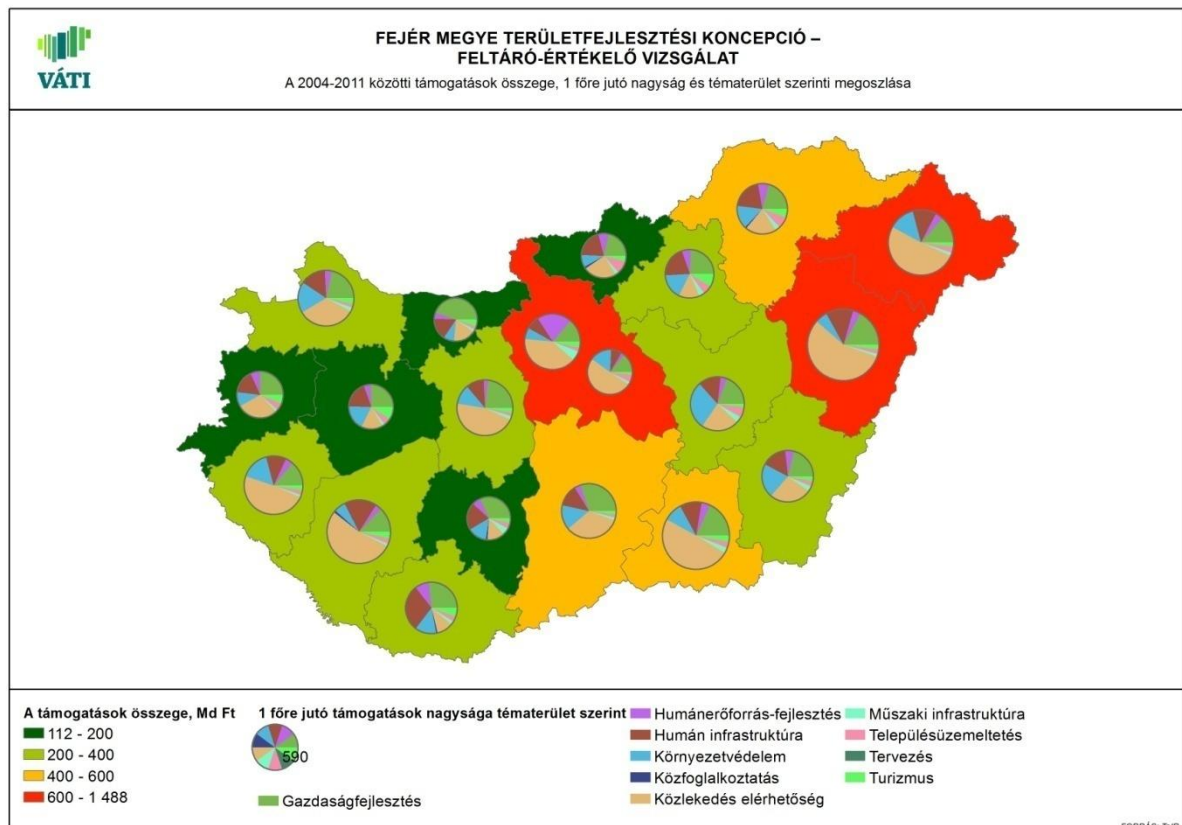 VÁTI
FEJÉR MEGYE TERÜLETFEJLESZTÉSI KONCEPCIÓ –
FELTÁRÓ-ÉRTÉKELŐ VIZSGÁLAT
A 2004-2011 közötti támogatások összege, 1 főre jutó nagyság és tématerület szerinti megoszlása
A támogatások összege, Md Ft
112 - 200
200 - 400
400 - 600
600 - 1 488
1 főre jutó támogatások nagysága tématerület szerint
590
Gazdaságfejlesztés
Humánerőforrás-fejlesztés
Humán infrastruktúra
Környezetvédelem
Közfoglalkoztatás
Közlekedés elérhetőség
Műszaki infrastruktúra
Településüzemeltetés
Tervezés
Turizmus